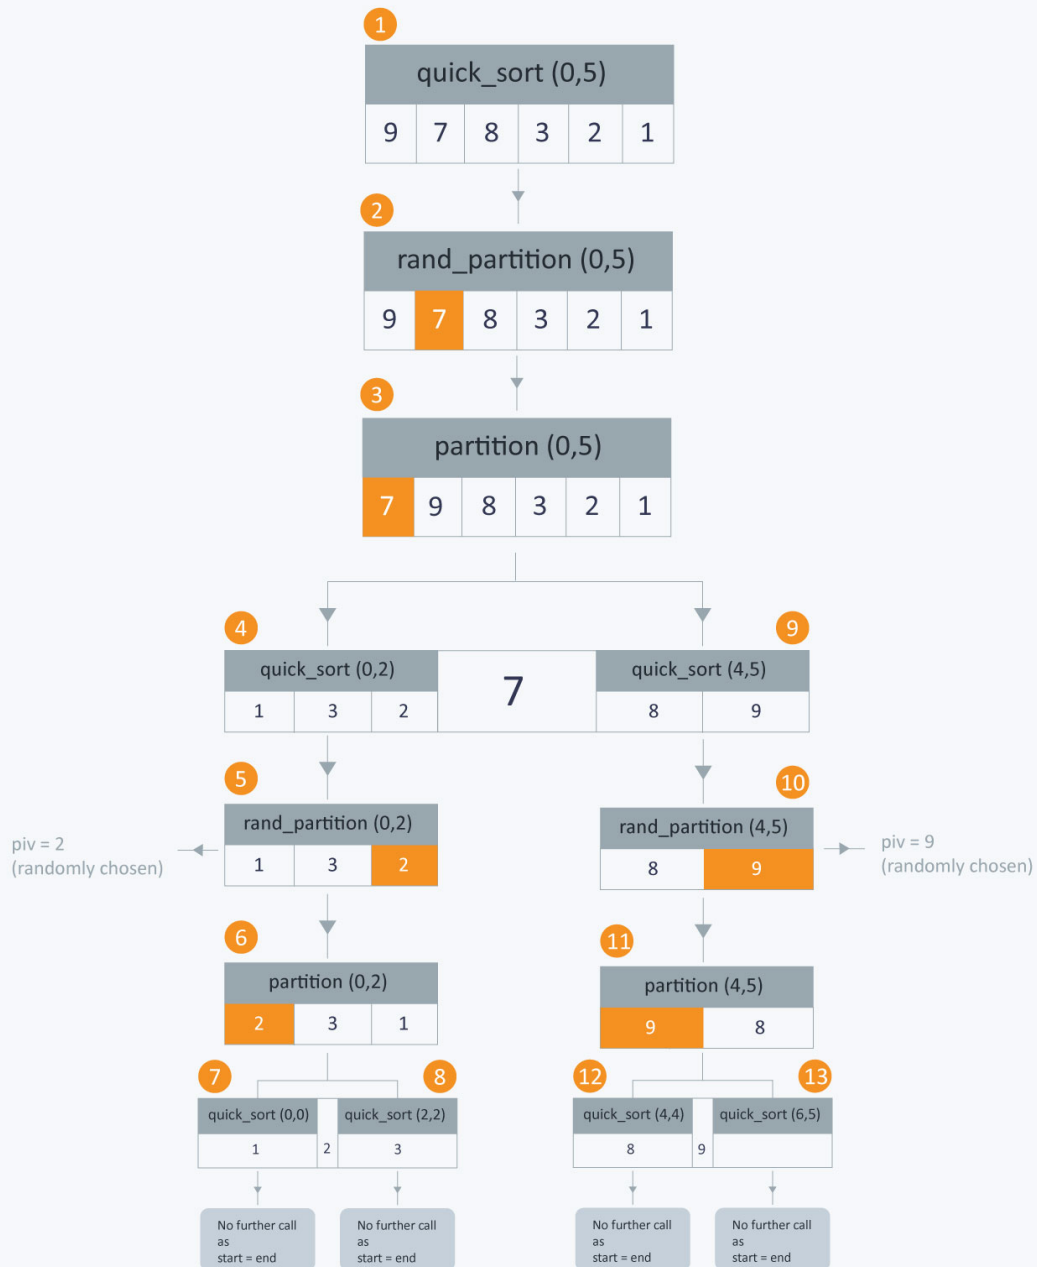 1
quick_sort (0,5)
9 7 8 3 2 1
2
rand_partition (0,5)
9 7 8 3 2 1
3
partition (0,5)
7 9 8 3 2 1
4
quick_sort (0,2)
1 3 2
7
9
quick_sort (4,5)
8 9
5
rand_partition (0,2)
1 3 2
piv = 2
(randomly chosen)
10
rand_partition (4,5)
8 9
piv = 9
(randomly chosen)
6
partition (0,2)
2 3 1
11
partition (4,5)
9 8
7
quick_sort (0,0)
1
2
8
quick_sort (2,2)
3
12
quick_sort (4,4)
8
9
13
quick_sort (6,5)
No further call
as
start = end
No further call
as
start = end
No further call
as
start = end
No further call
as
start = end